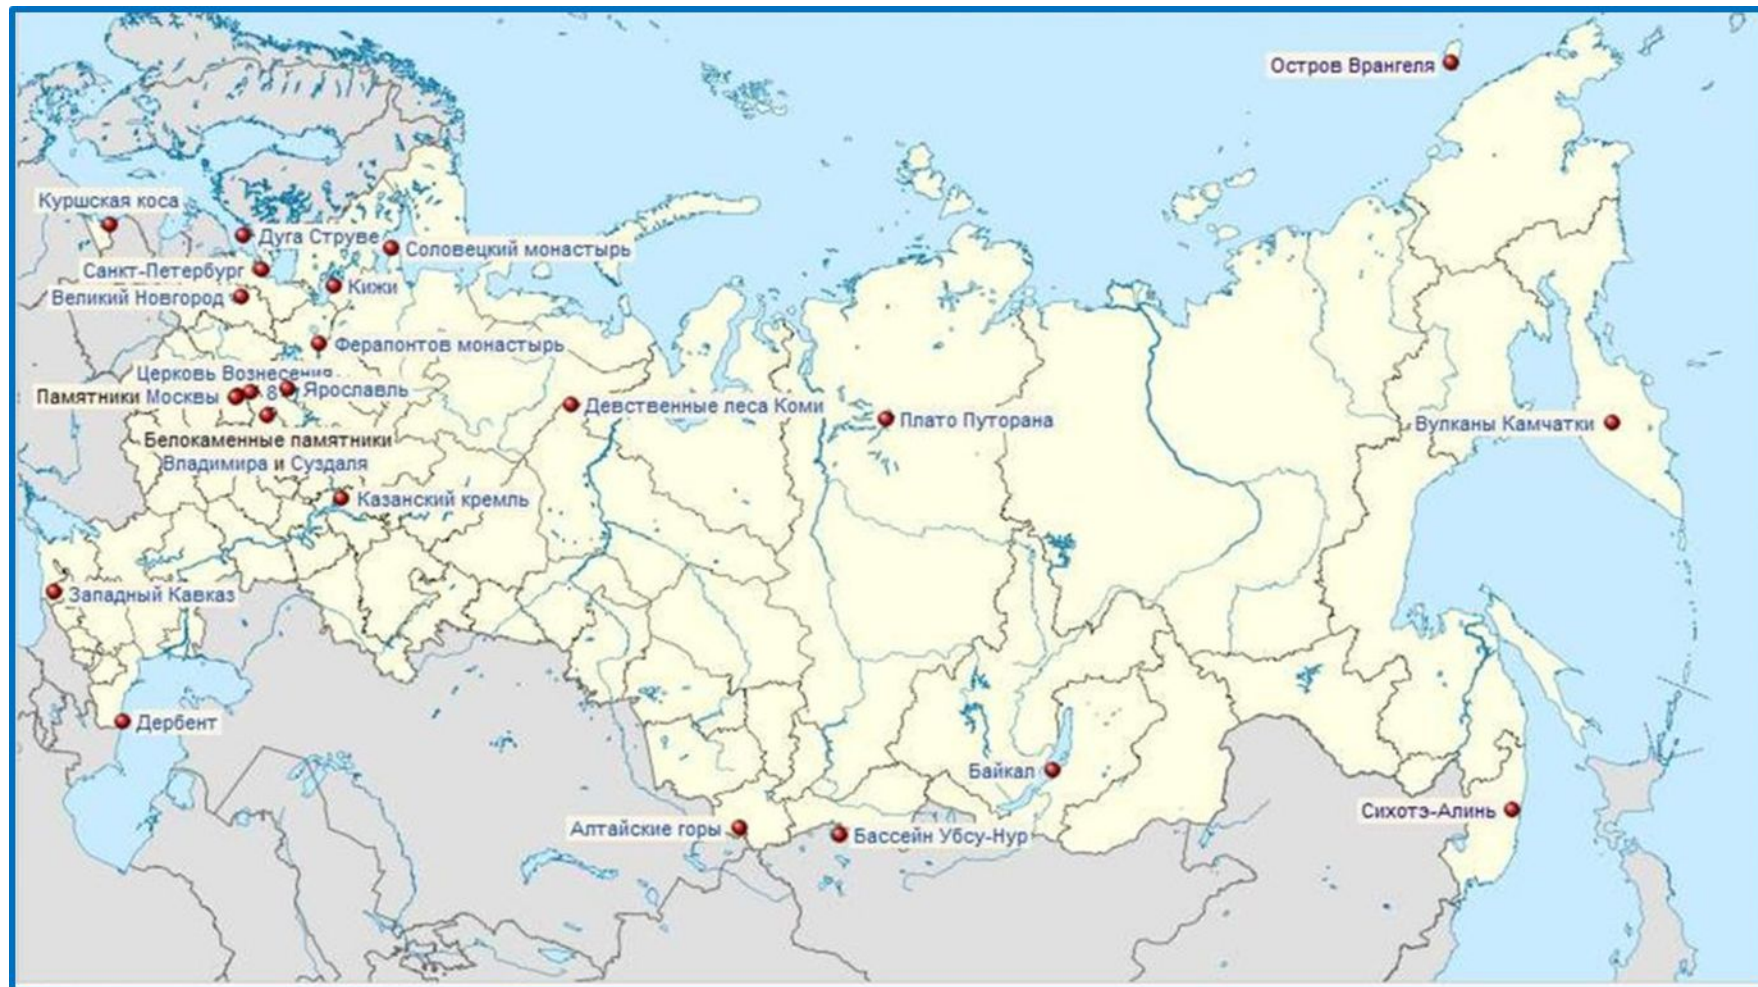 Остров Врангеля
Куршская коса
Дуга Струве
Соловецкий монастырь
Санкт-Петербург
Кижи
Великий Новгород
Ферапонтов монастырь
Церковь Вознесения
Памятники Москвы
Ярославль
Девственные леса Коми
Плато Путорана
Вулканы Камчатки
Белокаменные памятники
Владимира и Суздаля
Казанский кремль
Западный Кавказ
Дербент
Байкал
Сихотэ-Алинь
Алтайские горы
Бассейн Убсу-Нур